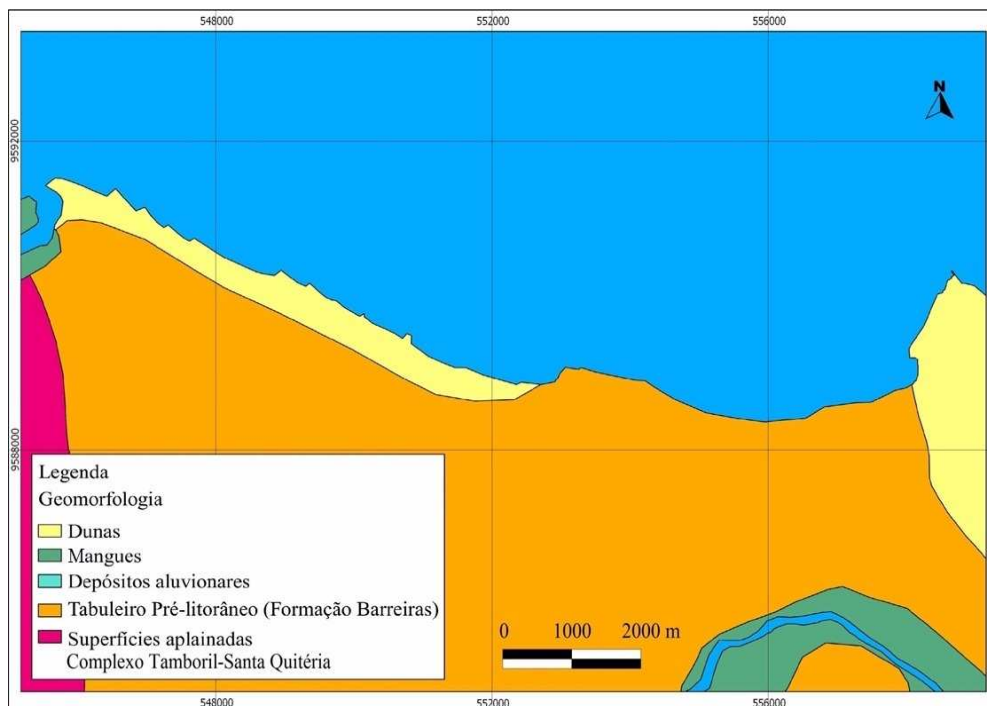 548000 552000 556000
N
9592000
9588000
Legenda
Geomorfologia
Dunas
Mangues
Depósitos aluvionares
Tabuleiro Pré-litorâneo (Formação Barreiras)
Superfícies aplainadas
Complexo Tamboril-Santa Quitéria
0 1000 2000 m
548000 552000 556000